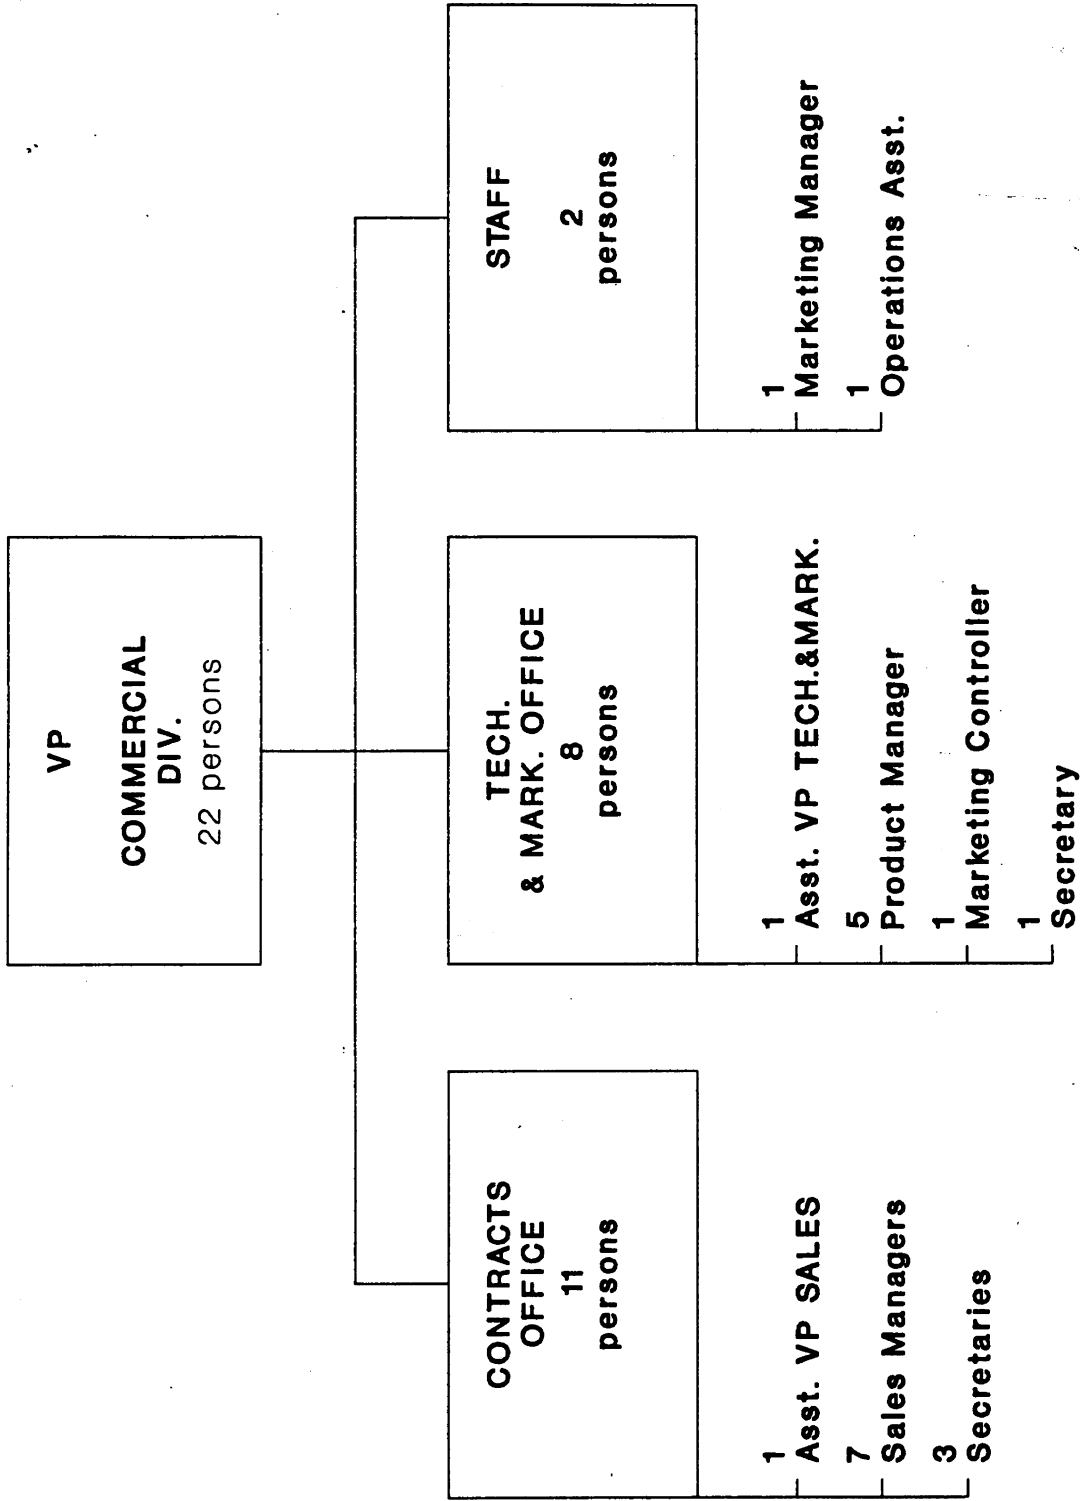 VP
COMMERCIAL
DIV.
22 persons
CONTRACTS
OFFICE
11
persons
1
Asst. VP SALES
7
Sales Managers
3
Secretaries
TECH.
& MARK. OFFICE
8
persons
1
Asst. VP TECH.&MARK.
5
Product Manager
1
Marketing Controller
1
Secretary
STAFF
2
persons
1
Marketing Manager
1
Operations Asst.